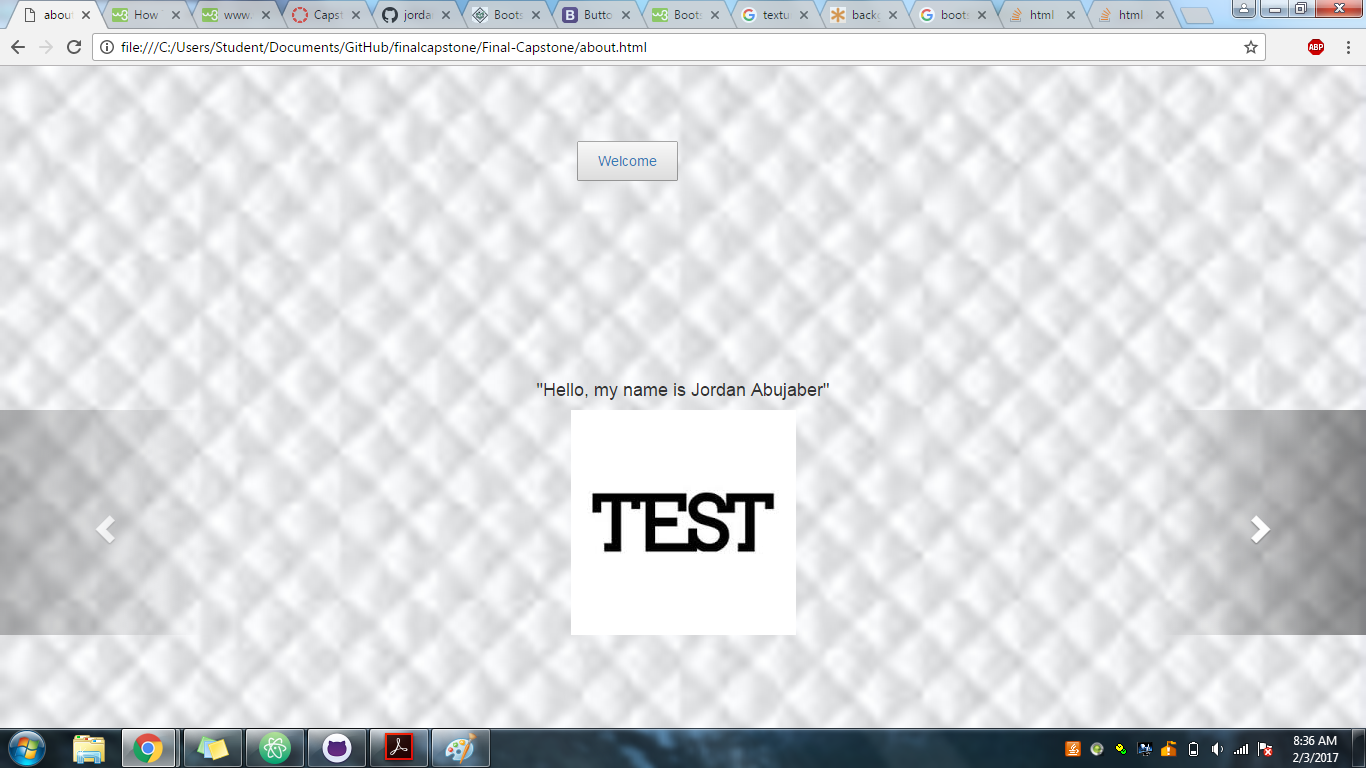 about
How
www.
Capst
jorda
Boots
Butto
Boots
textu
back
boots
html
html
file:///C:/Users/Student/Documents/GitHub/finalcapstone/Final-Capstone/about.html
ABP
Welcome
"Hello, my name is Jordan Abujaber"
TEST
8:36 AM
2/3/2017